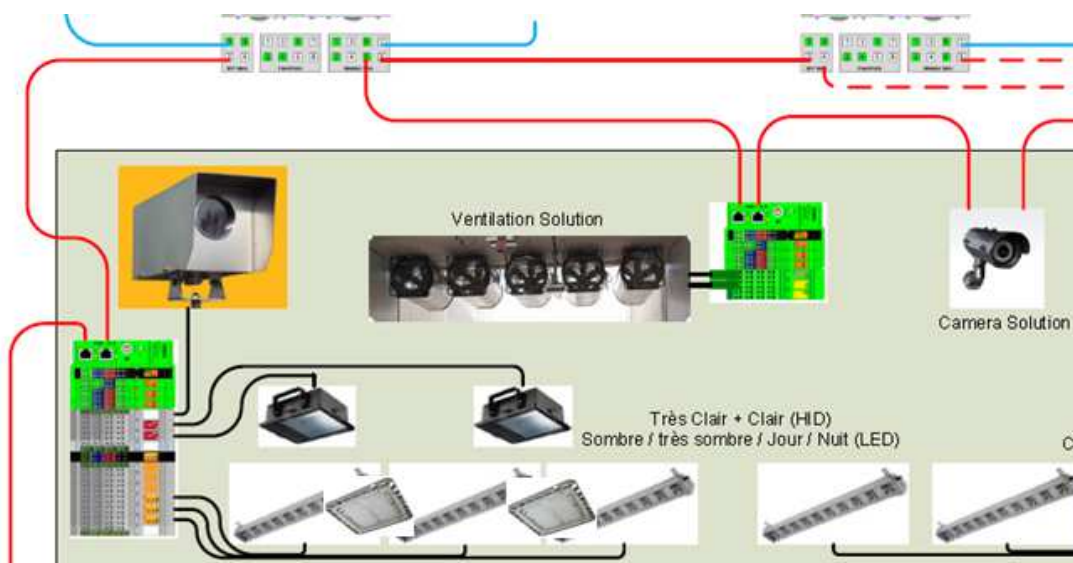 Ventilation Solution
Camera Solution
Très Clair + Clair (HID)
Sombre / très sombre / Jour / Nuit (LED)
C